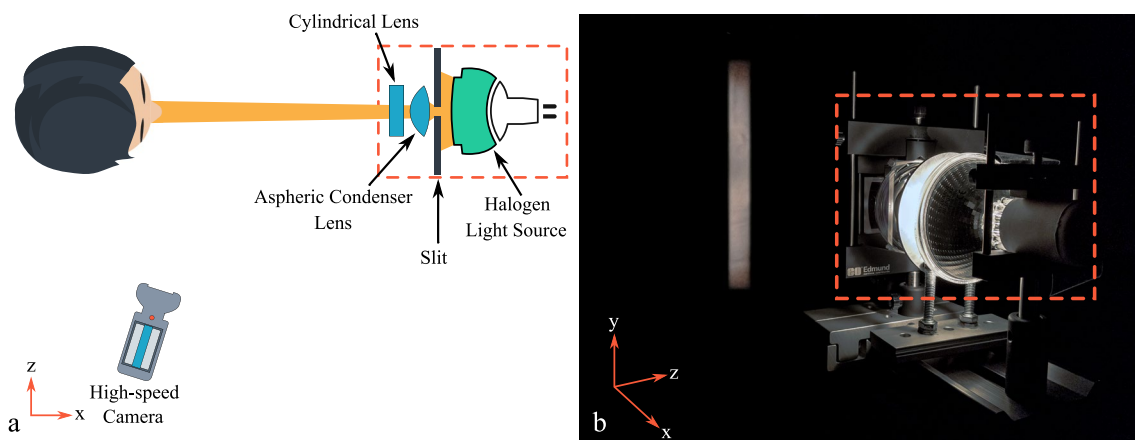 Cylindrical Lens
Aspheric Condenser
Lens
Halogen
Light Source
Slit
High-speed
Camera
z
x
a
Edmund
y
z
x
b